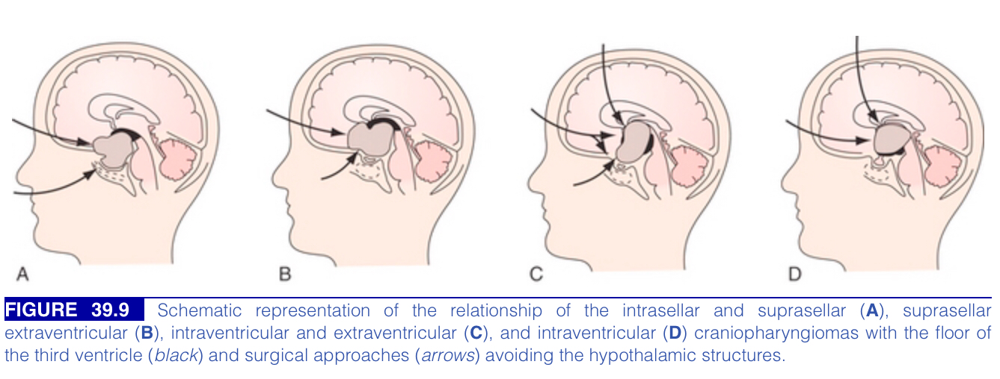 A
B
C
D
FIGURE 39.9 Schematic representation of the relationship of the intrasellar and suprasellar (A), suprasellar
extraventricular (B), intraventricular and extraventricular (C), and intraventricular (D) craniopharyngiomas with the floor of
the third ventricle (black) and surgical approaches (arrows) avoiding the hypothalamic structures.